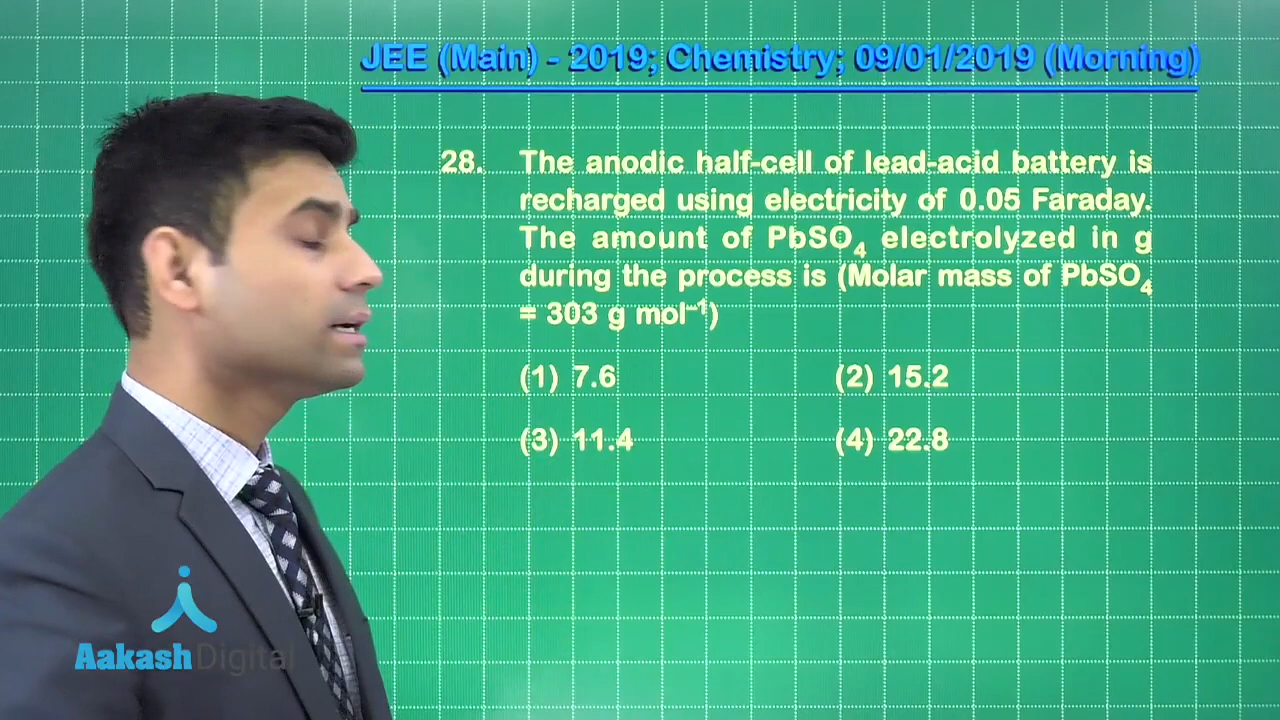 JEE (Main) - 2019; Chemistry; 09/01/2019 (Morning)
28. The anodic half-cell of lead-acid battery is
recharged using electricity of 0.05 Faraday.
The amount of PbSO₄ electrolyzed in g
during the process is (Molar mass of PbSO₄
= 303 g mol⁻¹)
(1) 7.6 (2) 15.2
(3) 11.4 (4) 22.8
Aakash Digital